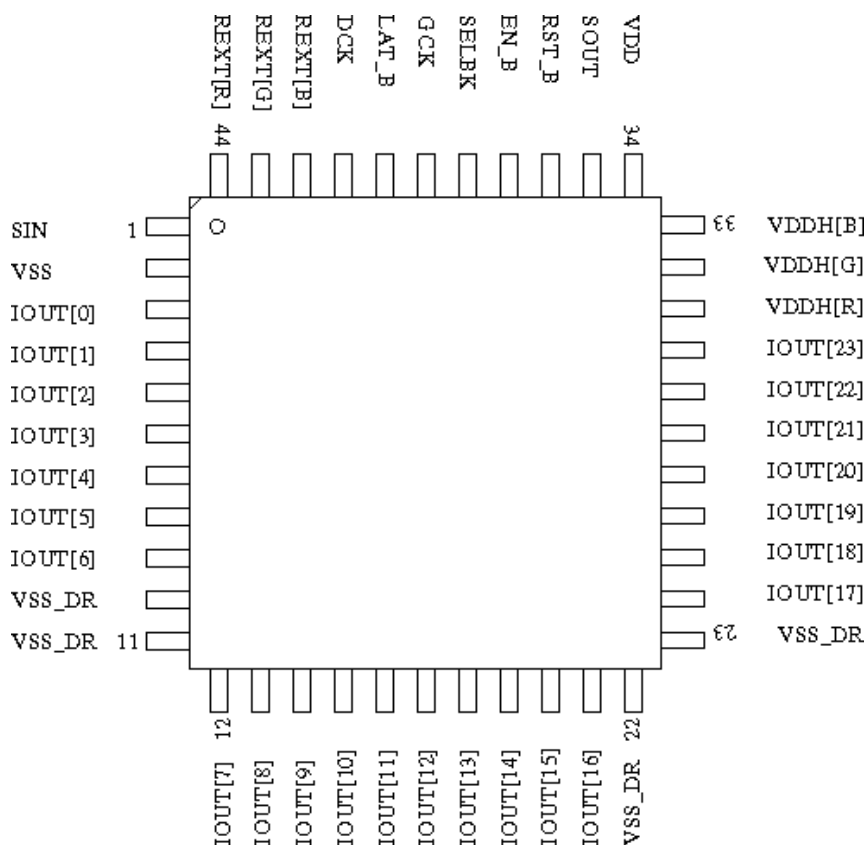 REXT[R]
REXT[G]
REXT[B]
DCK
LAT_B
GCK
SELBK
EN_B
RST_B
SOUT
VDD
44
34
SIN
1
33
VDDH[B]
VSS
VDDH[G]
IOUT[0]
VDDH[R]
IOUT[1]
IOUT[23]
IOUT[2]
IOUT[22]
IOUT[3]
IOUT[21]
IOUT[4]
IOUT[20]
IOUT[5]
IOUT[19]
IOUT[6]
IOUT[18]
VSS_DR
IOUT[17]
VSS_DR
11
23
VSS_DR
12
22
IOUT[7]
IOUT[8]
IOUT[9]
IOUT[10]
IOUT[11]
IOUT[12]
IOUT[13]
IOUT[14]
IOUT[15]
IOUT[16]
VSS_DR